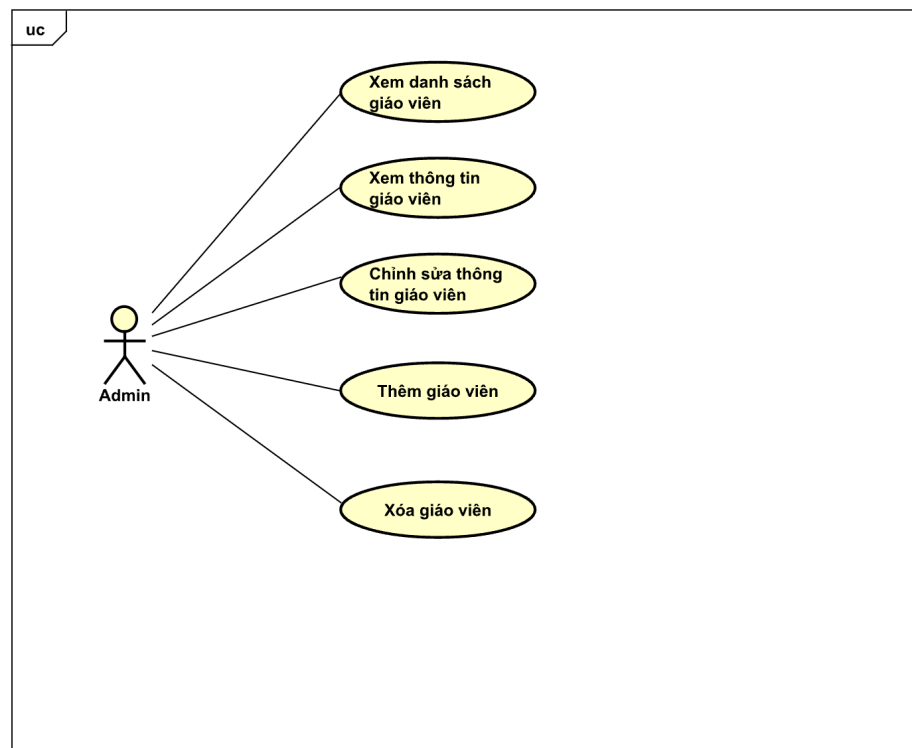 uc
Xem danh sách
giáo viên
Xem thông tin
giáo viên
Chỉnh sửa thông
tin giáo viên
Admin
Thêm giáo viên
Xóa giáo viên